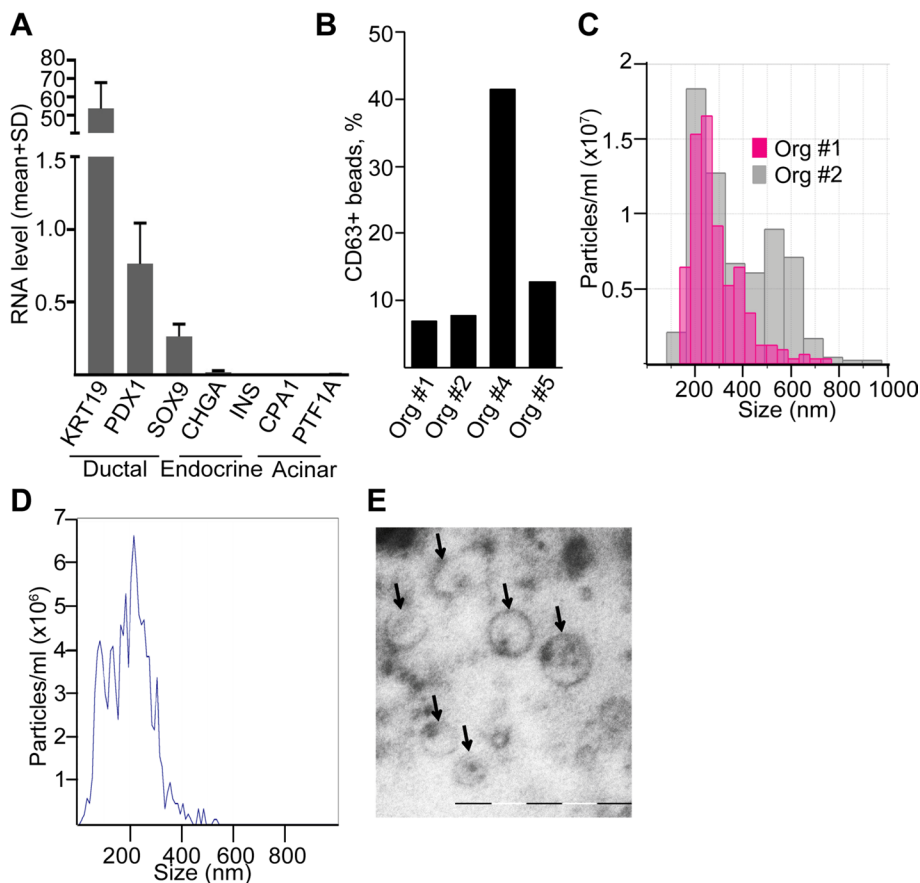 A
RNA level (mean+SD)
80
70
60
50
1.5
1.0
0.5
KRT19
PDX1
SOX9
CHGA
INS
CPA1
PTF1A
Ductal
Endocrine
Acinar
B
CD63+ beads, %
50
40
30
20
10
Org #1
Org #2
Org #4
Org #5
C
Particles/ml (x10⁷)
2
1.5
1
0.5
Org #1
Org #2
200
400
600
800
1000
Size (nm)
D
Particles/ml (x10⁶)
7
6
5
4
3
2
1
200
400
600
800
Size (nm)
E